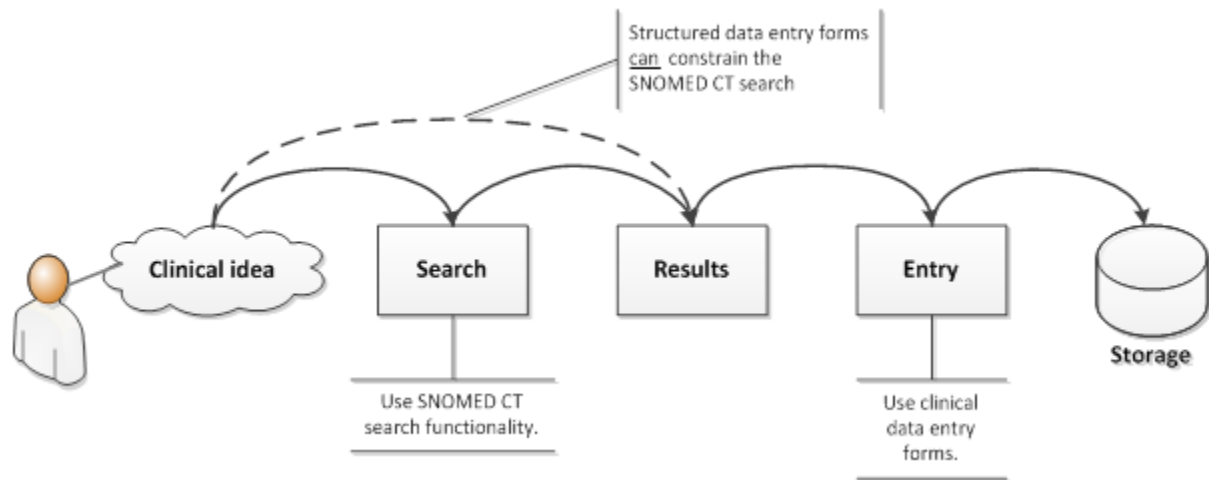 Structured data entry forms
can constrain the
SNOMED CT search
Clinical idea
Search
Results
Entry
Storage
Use SNOMED CT
search functionality.
Use clinical
data entry
forms.